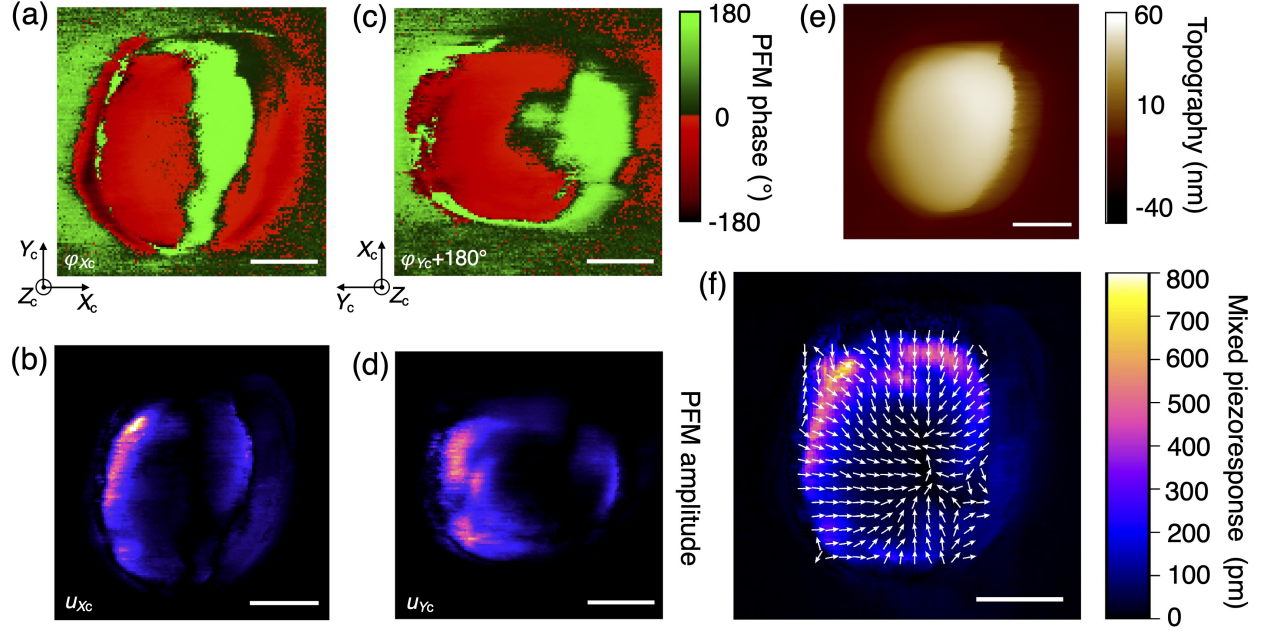 (a)
φXc
Yc
Zc
Xc
(c)
φYc+180°
Xc
Yc
Zc
180
0
-180
PFM phase (°)
(e)
60
10
-40
Topography (nm)
(b)
uXc
(d)
uYc
PFM amplitude
(f)
800
700
600
500
400
300
200
100
0
Mixed piezoresponse (pm)